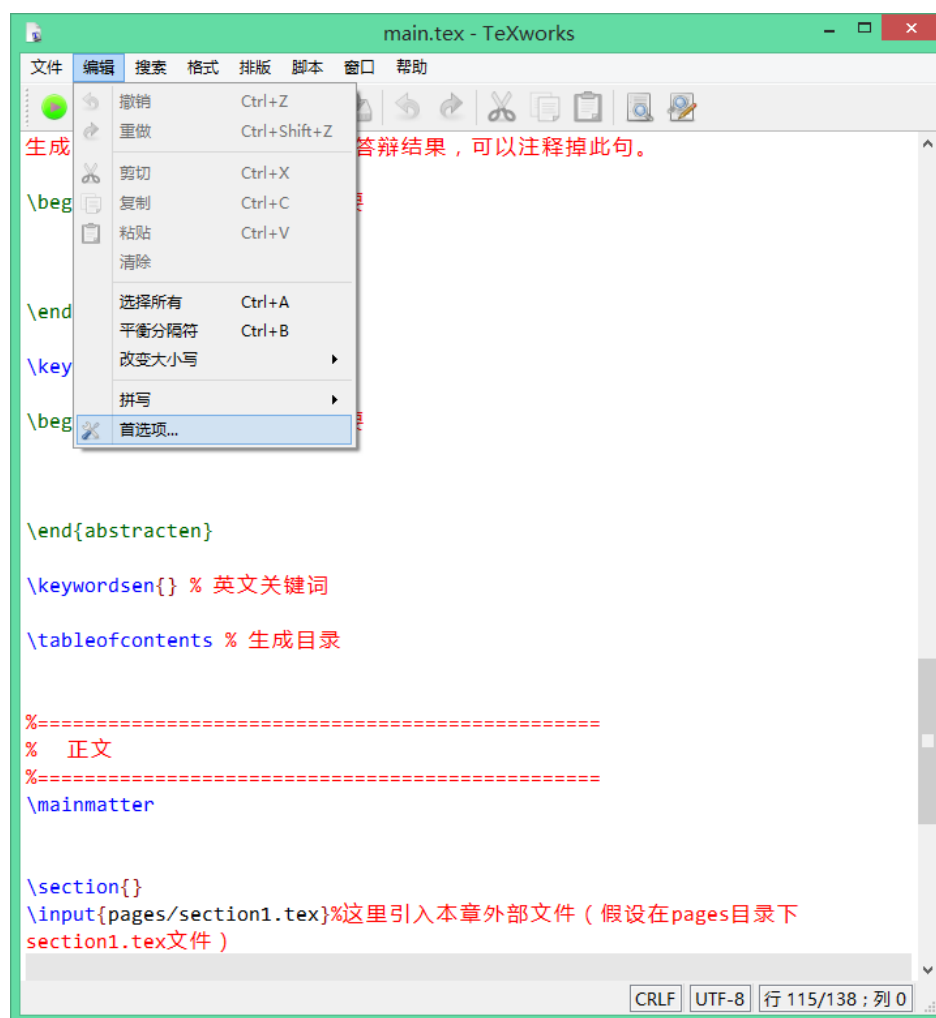 main.tex - TeXworks
文件 编辑 搜索 格式 排版 脚本 窗口 帮助
撤销 Ctrl+Z
重做 Ctrl+Shift+Z
剪切 Ctrl+X
复制 Ctrl+C
粘贴 Ctrl+V
清除
选择所有 Ctrl+A
平衡分隔符 Ctrl+B
改变大小写
拼写
首选项...
生成 答辩结果，可以注释掉此句。
\beg
\end
\key
\beg
\end{abstracten}
\keywordsen{} % 英文关键词
\tableofcontents % 生成目录
%================================================
% 正文
%================================================
\mainmatter
\section{}
\input{pages/section1.tex}%这里引入本章外部文件（假设在pages目录下
section1.tex文件）
CRLF UTF-8 行 115/138；列 0